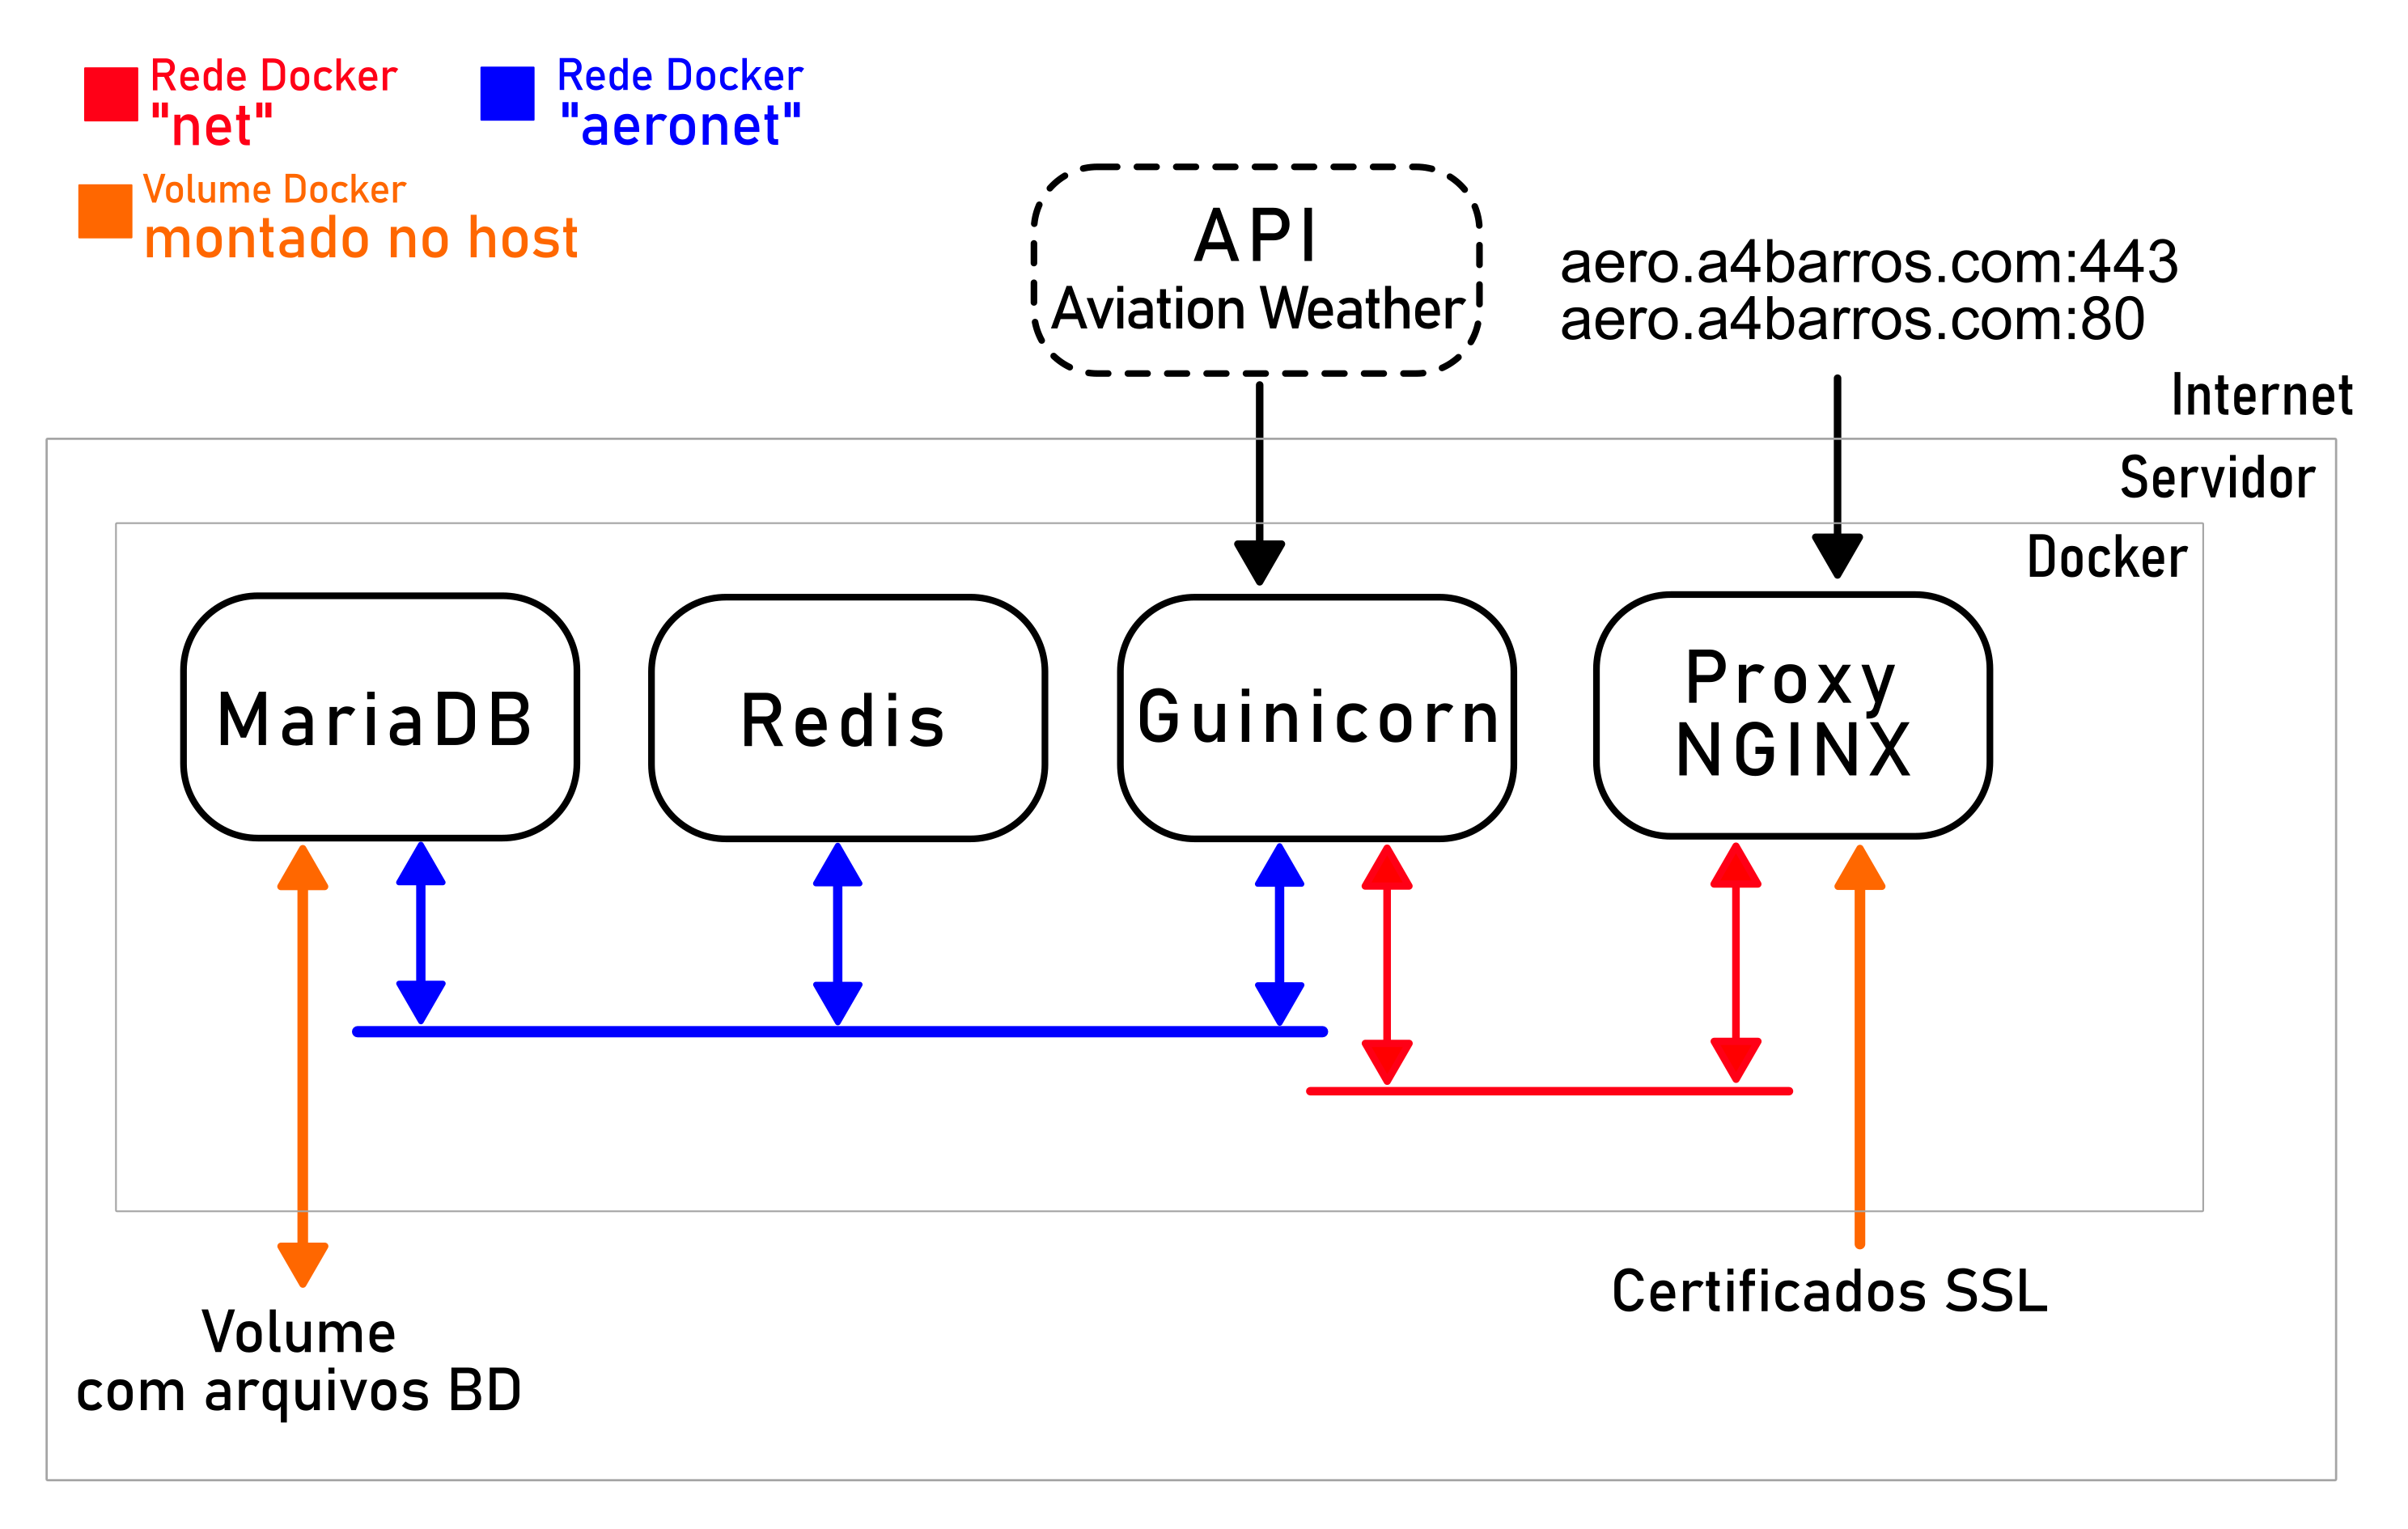 Rede Docker
"net"
Rede Docker
"aeronet"
Volume Docker
montado no host
API
Aviation Weather
aero.a4barros.com:443
aero.a4barros.com:80
Internet
Servidor
Docker
MariaDB
Redis
Guinicorn
Proxy
NGINX
Volume
com arquivos BD
Certificados SSL